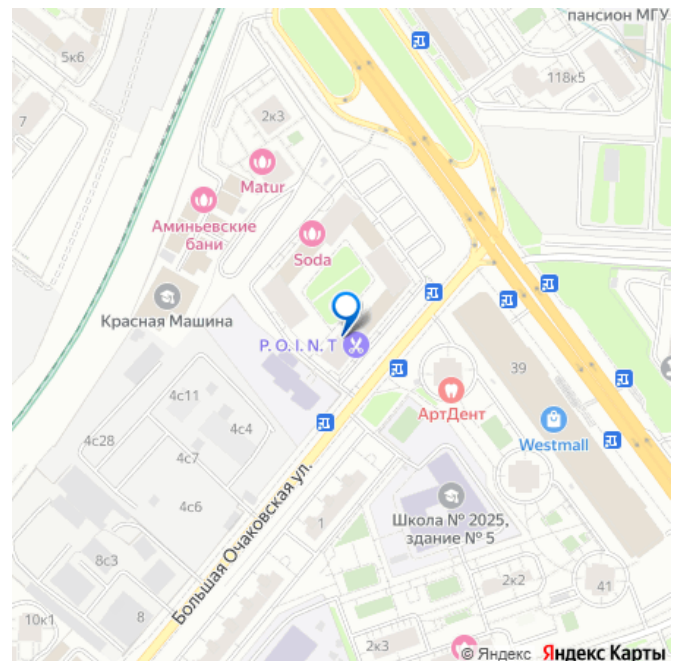 пансион МГУ
5к6
118к5
7
2к3
Matur
Аминьевские
бани
Soda
Красная Машина
P. O. I. N. T
39
АртДент
4с11
4с4
Westmall
4с28
4с7
4с6
Большая Очаковская ул.
1
Школа № 2025,
здание № 5
8с3
2к2
41
10к1
8
2к3
© Яндекс Яндекс Карты